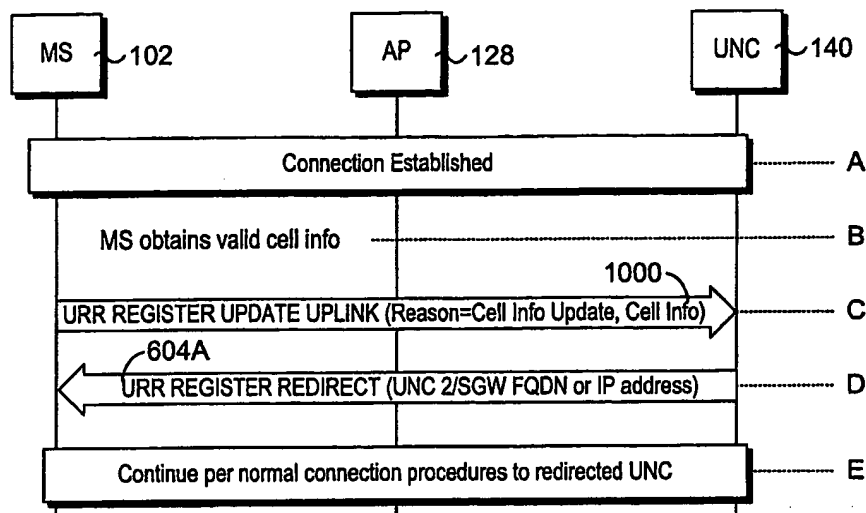 MS 102
AP 128
UNC 140
Connection Established A
MS obtains valid cell info B
1000
URR REGISTER UPDATE UPLINK (Reason=Cell Info Update, Cell Info) C
604A
URR REGISTER REDIRECT (UNC 2/SGW FQDN or IP address) D
Continue per normal connection procedures to redirected UNC E